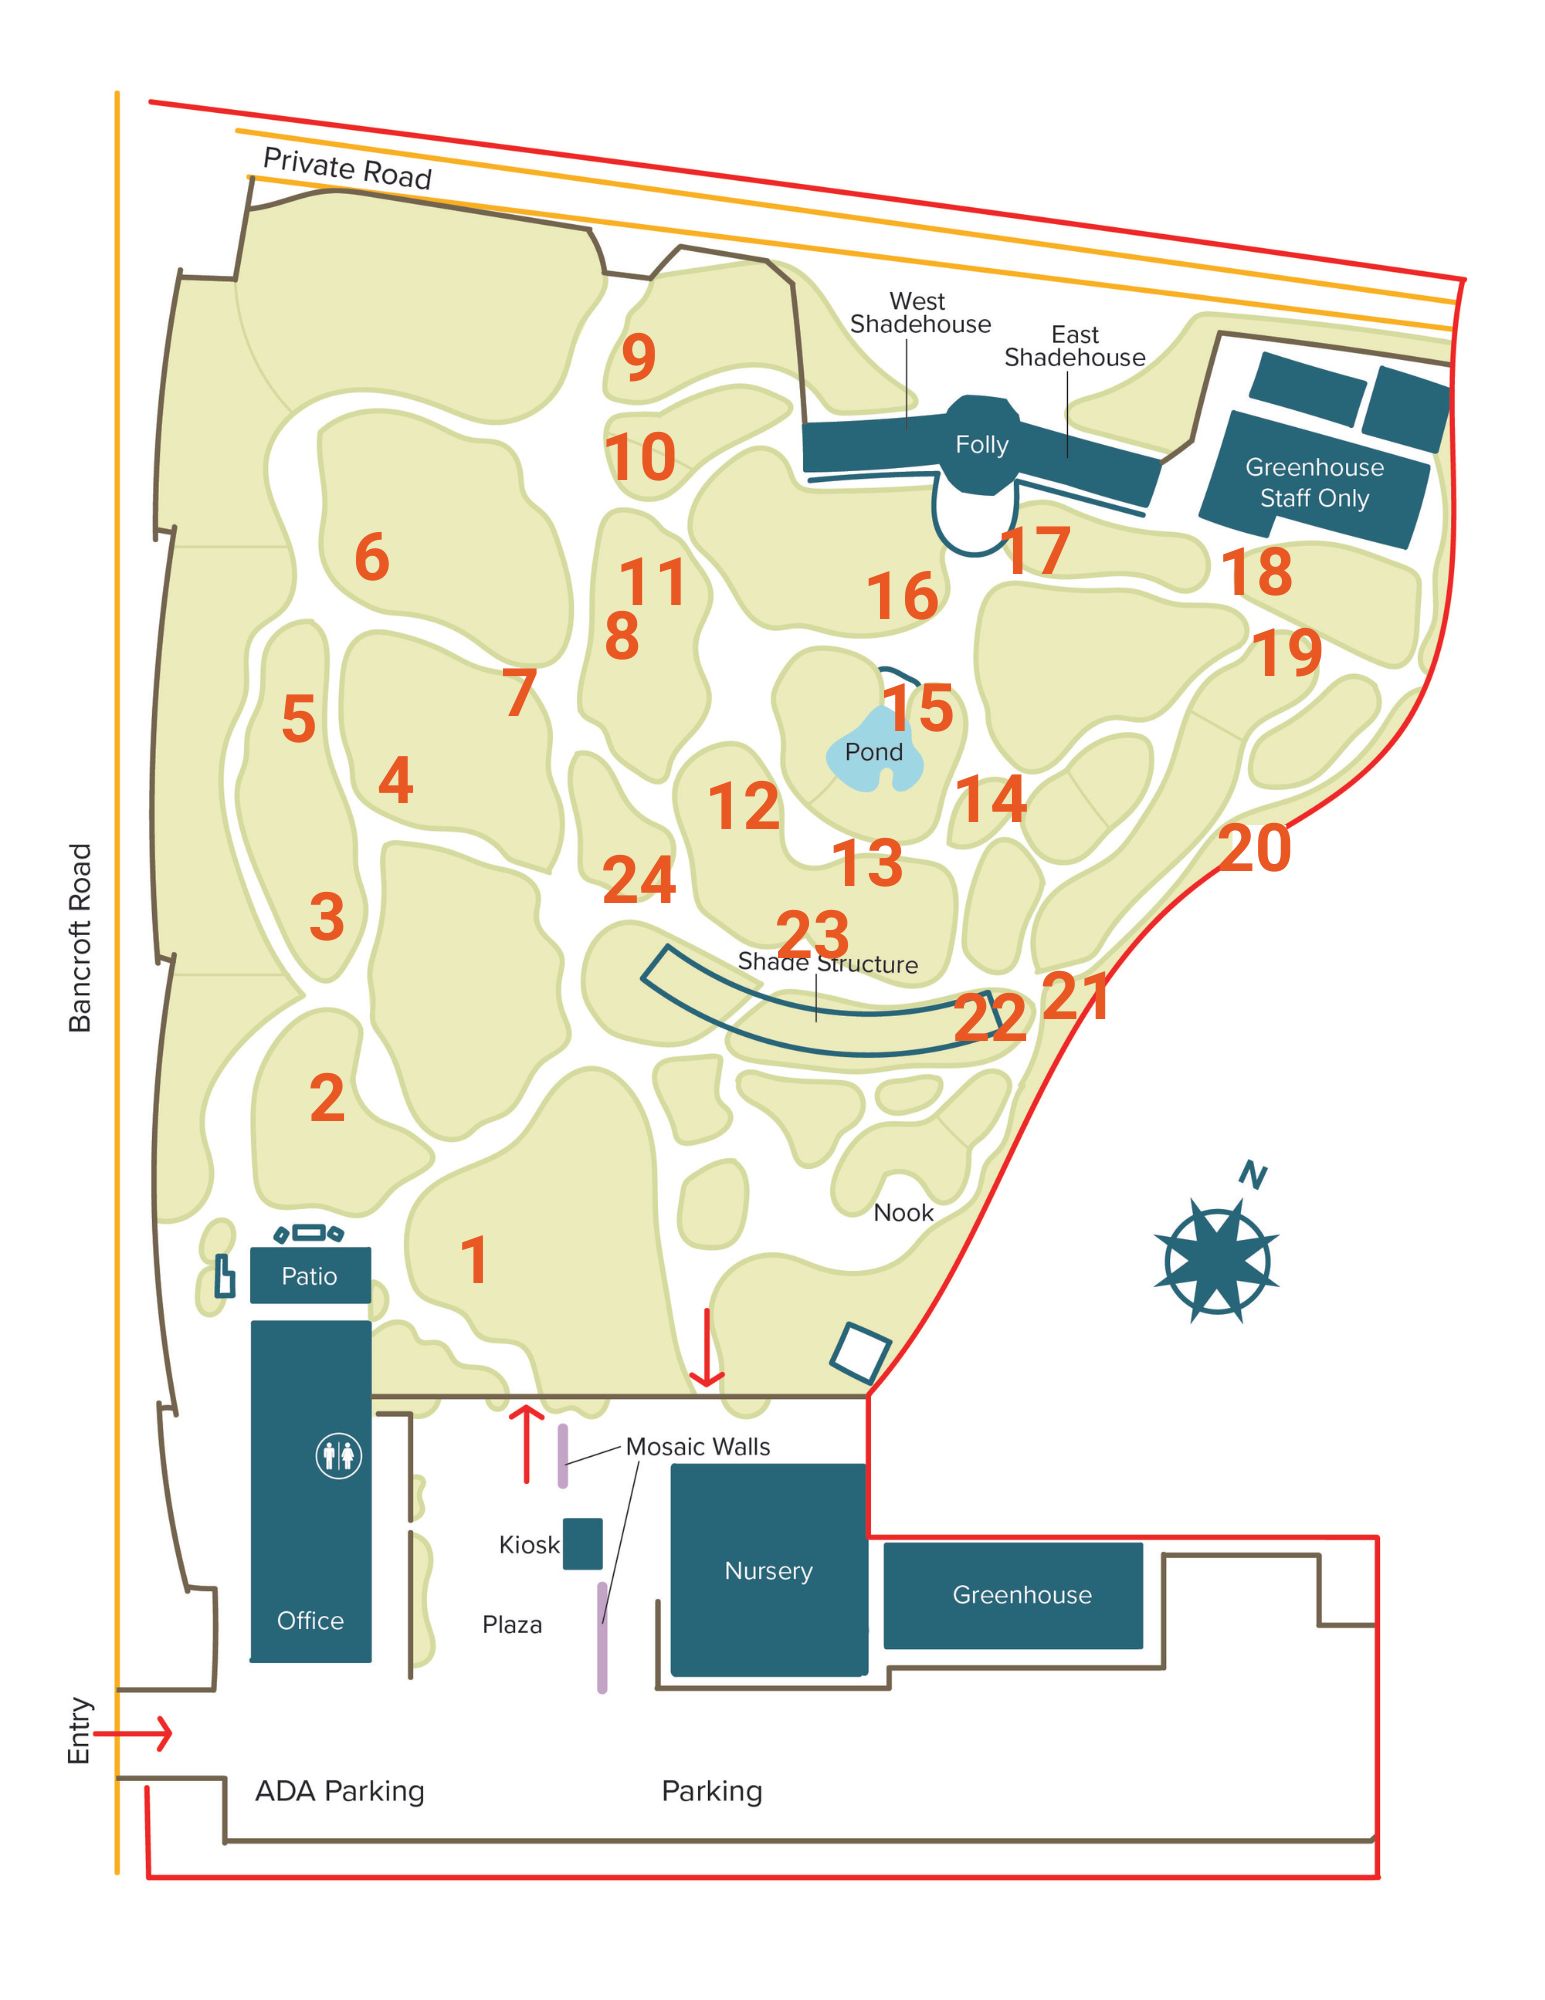 Private Road
West
Shadehouse
East
Shadehouse
9
Folly
10
Greenhouse
Staff Only
6
11
17
18
16
8
19
7
5
15
Pond
4
12
14
20
13
24
3
23
Shade Structure
21
22
Bancroft Road
2
N
Nook
1
Patio
Mosaic Walls
Kiosk
Nursery
Greenhouse
Office
Plaza
Entry
ADA Parking
Parking